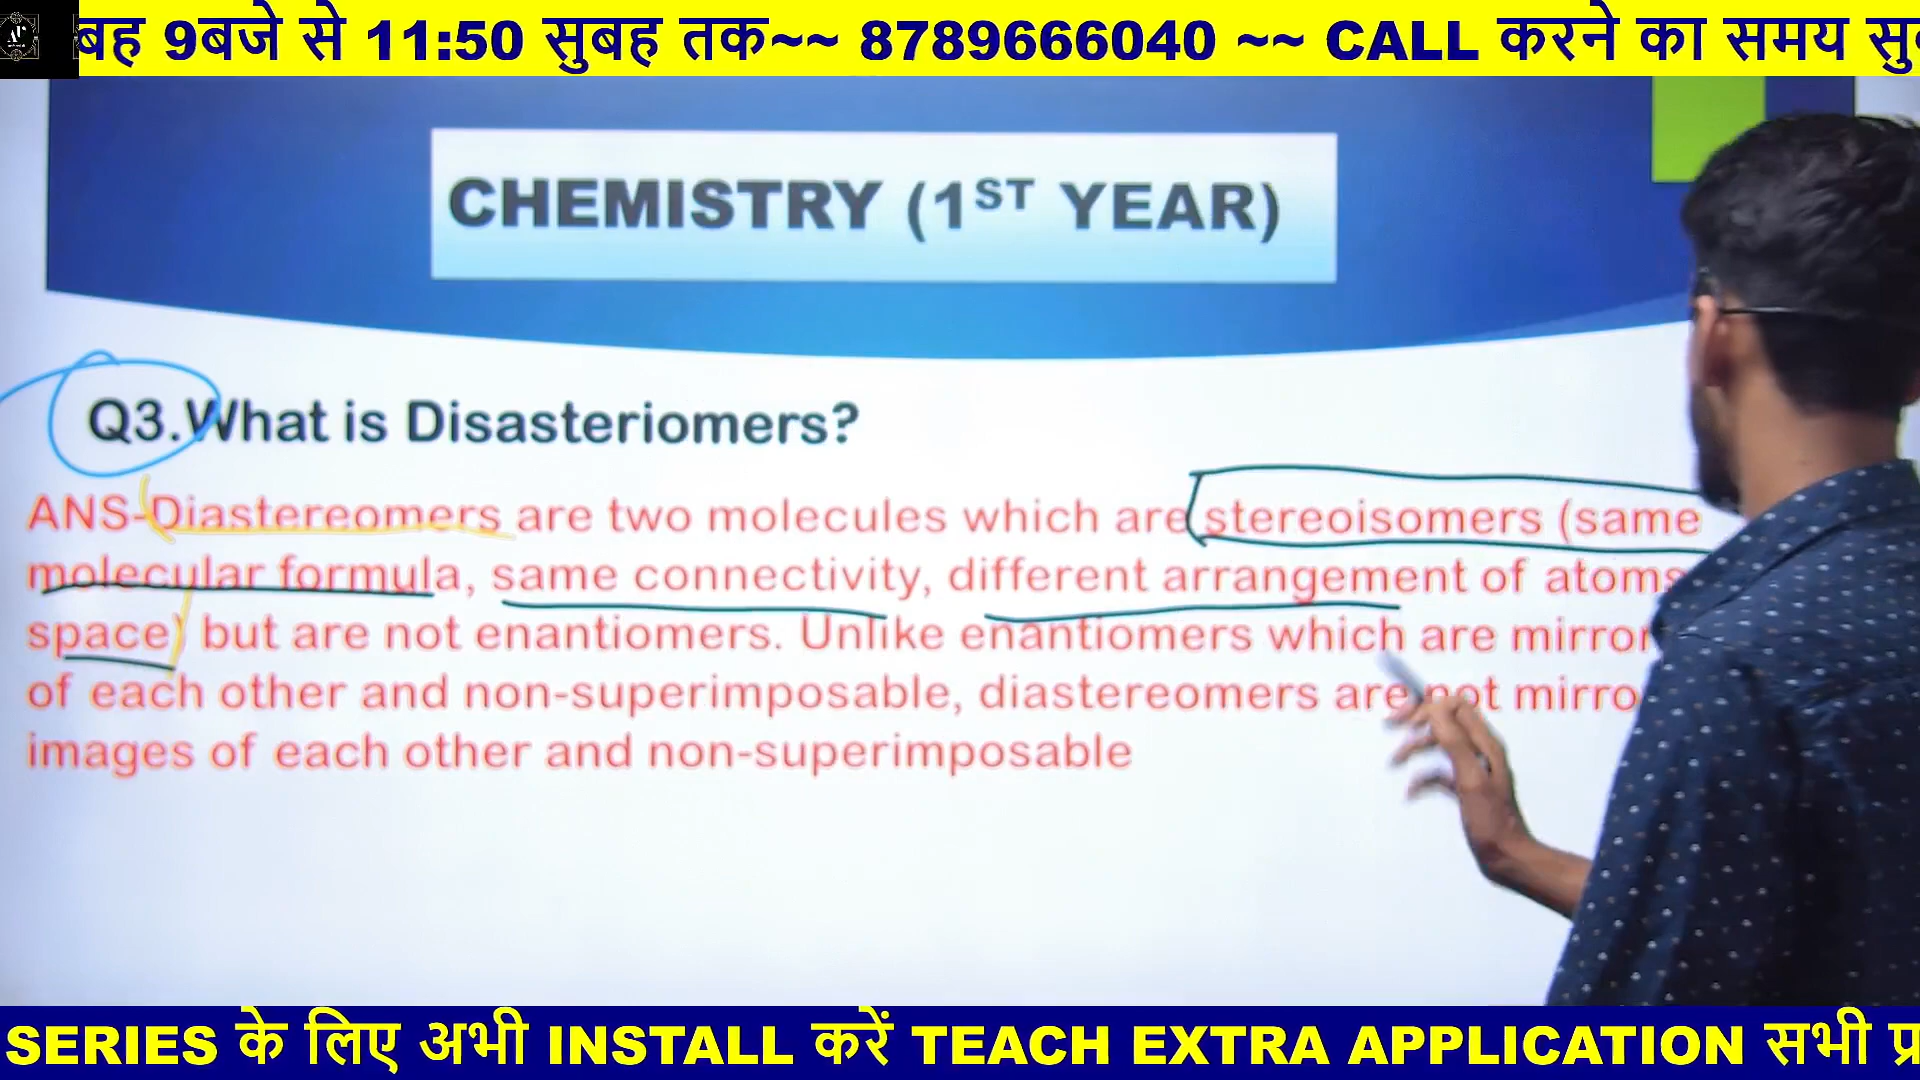 बह 9बजे से 11:50 सुबह तक~~ 8789666040 ~~ CALL करने का समय
CHEMISTRY (1ST YEAR)
Q3.What is Disasteriomers?
ANS-Diastereomers are two molecules which are stereoisomers (same
molecular formula, same connectivity, different arrangement of atoms
space) but are not enantiomers. Unlike enantiomers which are mirror
of each other and non-superimposable, diastereomers are not
images of each other and non-superimposable
SERIES के लिए अभी INSTALL करें TEACH EXTRA APPLICATION सभी